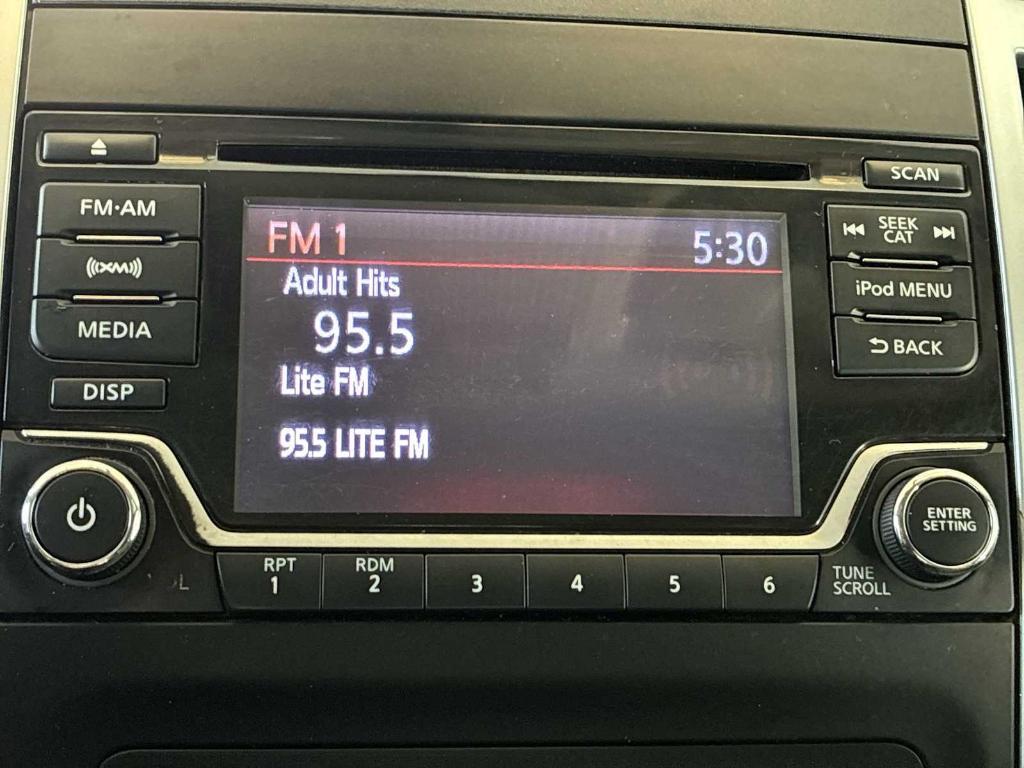 SCAN
FM·AM
SEEK
CAT
FM 1
5:30
XM
Adult Hits
iPod MENU
MEDIA
95.5
BACK
DISP
Lite FM
95.5 LITE FM
ENTER
SETTING
RPT
1
RDM
2
3
4
5
6
TUNE
SCROLL